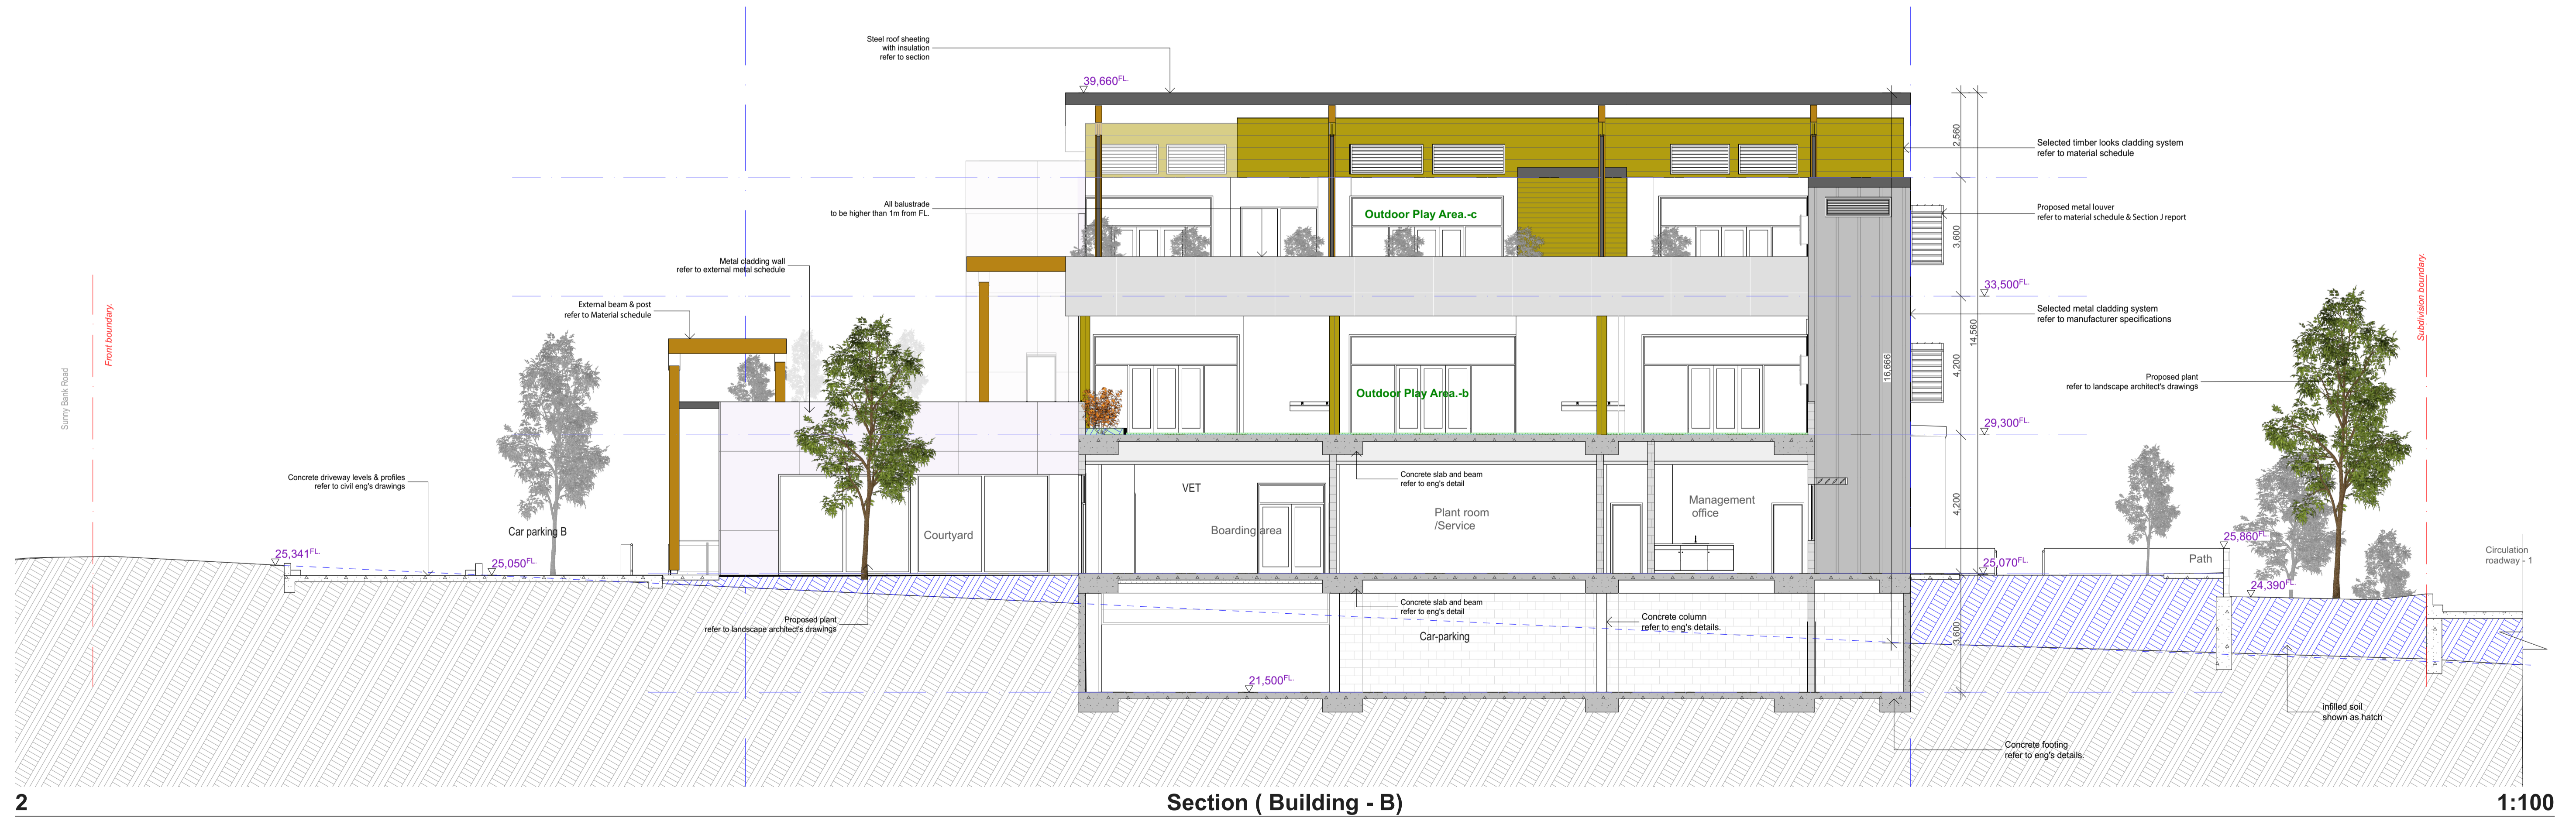 Steel roof sheeting
with insulation
refer to section
39,660FL.
2,560
Selected timber looks cladding system
refer to material schedule
All balustrade
to be higher than 1m from FL.
Outdoor Play Area.-c
Proposed metal louver
refer to material schedule & Section J report
3,600
Metal cladding wall
refer to external metal schedule
33,500FL.
External beam & post
refer to Material schedule
Selected metal cladding system
refer to manufacturer specifications
14,560
16,666
4,200
Sunny Bank Road
Front boundary.
Subdivision boundary.
Proposed plant
refer to landscape architect's drawings
Outdoor Play Area.-b
29,300FL.
Concrete driveway levels & profiles
refer to civil eng's drawings
Concrete slab and beam
refer to eng's detail
VET
Boarding area
Plant room
/Service
Management
office
4,200
Car parking B
Courtyard
25,341FL.
25,050FL.
25,070FL.
Path
25,860FL.
24,390FL.
Circulation
roadway - 1
Proposed plant
refer to landscape architect's drawings
Concrete slab and beam
refer to eng's detail
Car-parking
Concrete column
refer to eng's details.
3,600
21,500FL.
infilled soil
shown as hatch
Concrete footing
refer to eng's details.
2
Section ( Building - B)
1:100